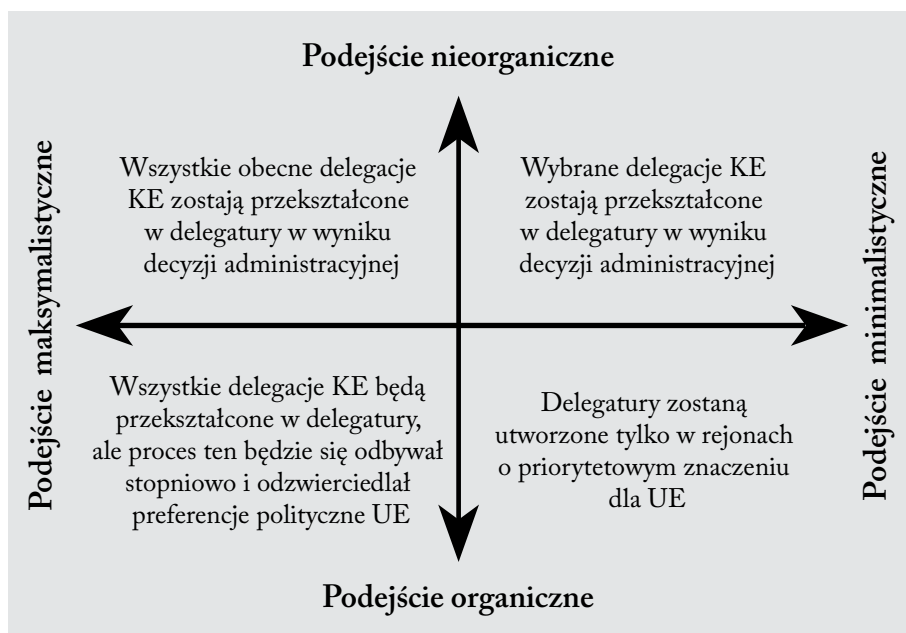 Podejście nieorganiczne
Podejście maksymalistyczne
Wszystkie obecne delegacje
KE zostają przekształcone
w delegatury w wyniku
decyzji administracyjnej
Wybrane delegacje KE
zostają przekształcone
w delegatury w wyniku
decyzji administracyjnej
Podejście minimalistyczne
Wszystkie delegacje KE będą
przekształcone w delegatury,
ale proces ten będzie się odbywał
stopniowo i odzwierciedlał
preferencje polityczne UE
Delegatury zostaną
utworzone tylko w rejonach
o priorytetowym znaczeniu
dla UE
Podejście organiczne